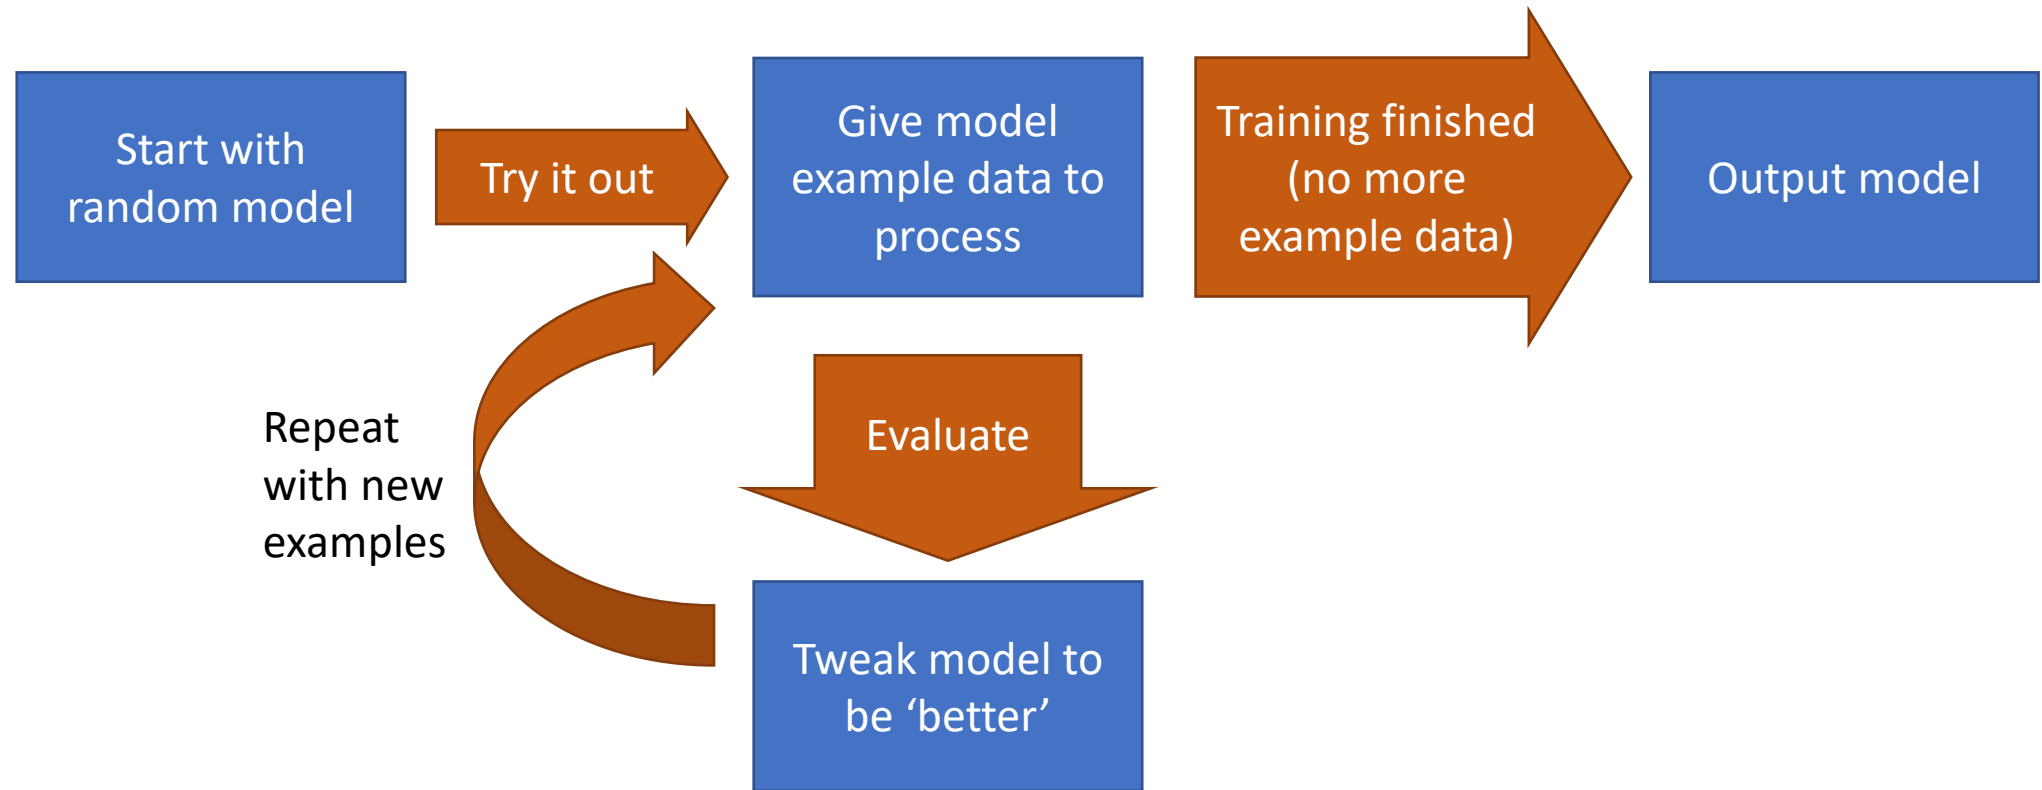 Start with
random model
Try it out
Give model
example data to
process
Training finished
(no more
example data)
Output model
Repeat
with new
examples
Evaluate
Tweak model to
be ‘better’